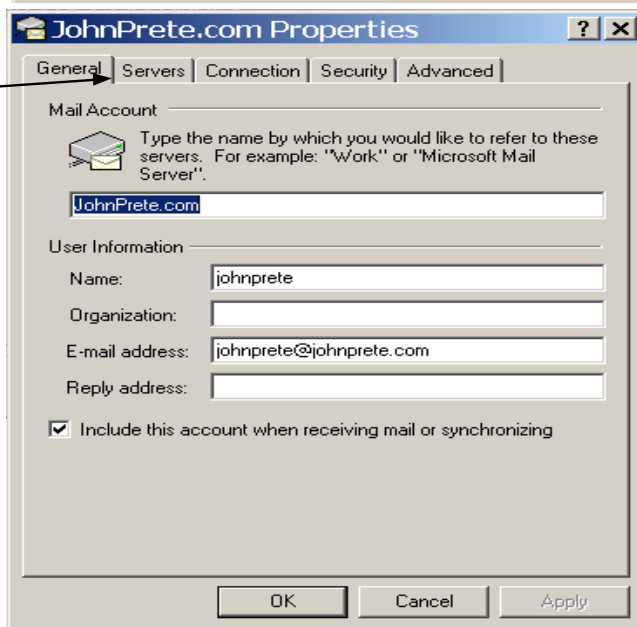 JohnPrete.com Properties
General Servers Connection Security Advanced
Mail Account
Type the name by which you would like to refer to these
servers. For example: "Work" or "Microsoft Mail
Server".
JohnPrete.com
User Information
Name: johnprete
Organization:
E-mail address: johnprete@johnprete.com
Reply address:
Include this account when receiving mail or synchronizing
OK Cancel Apply